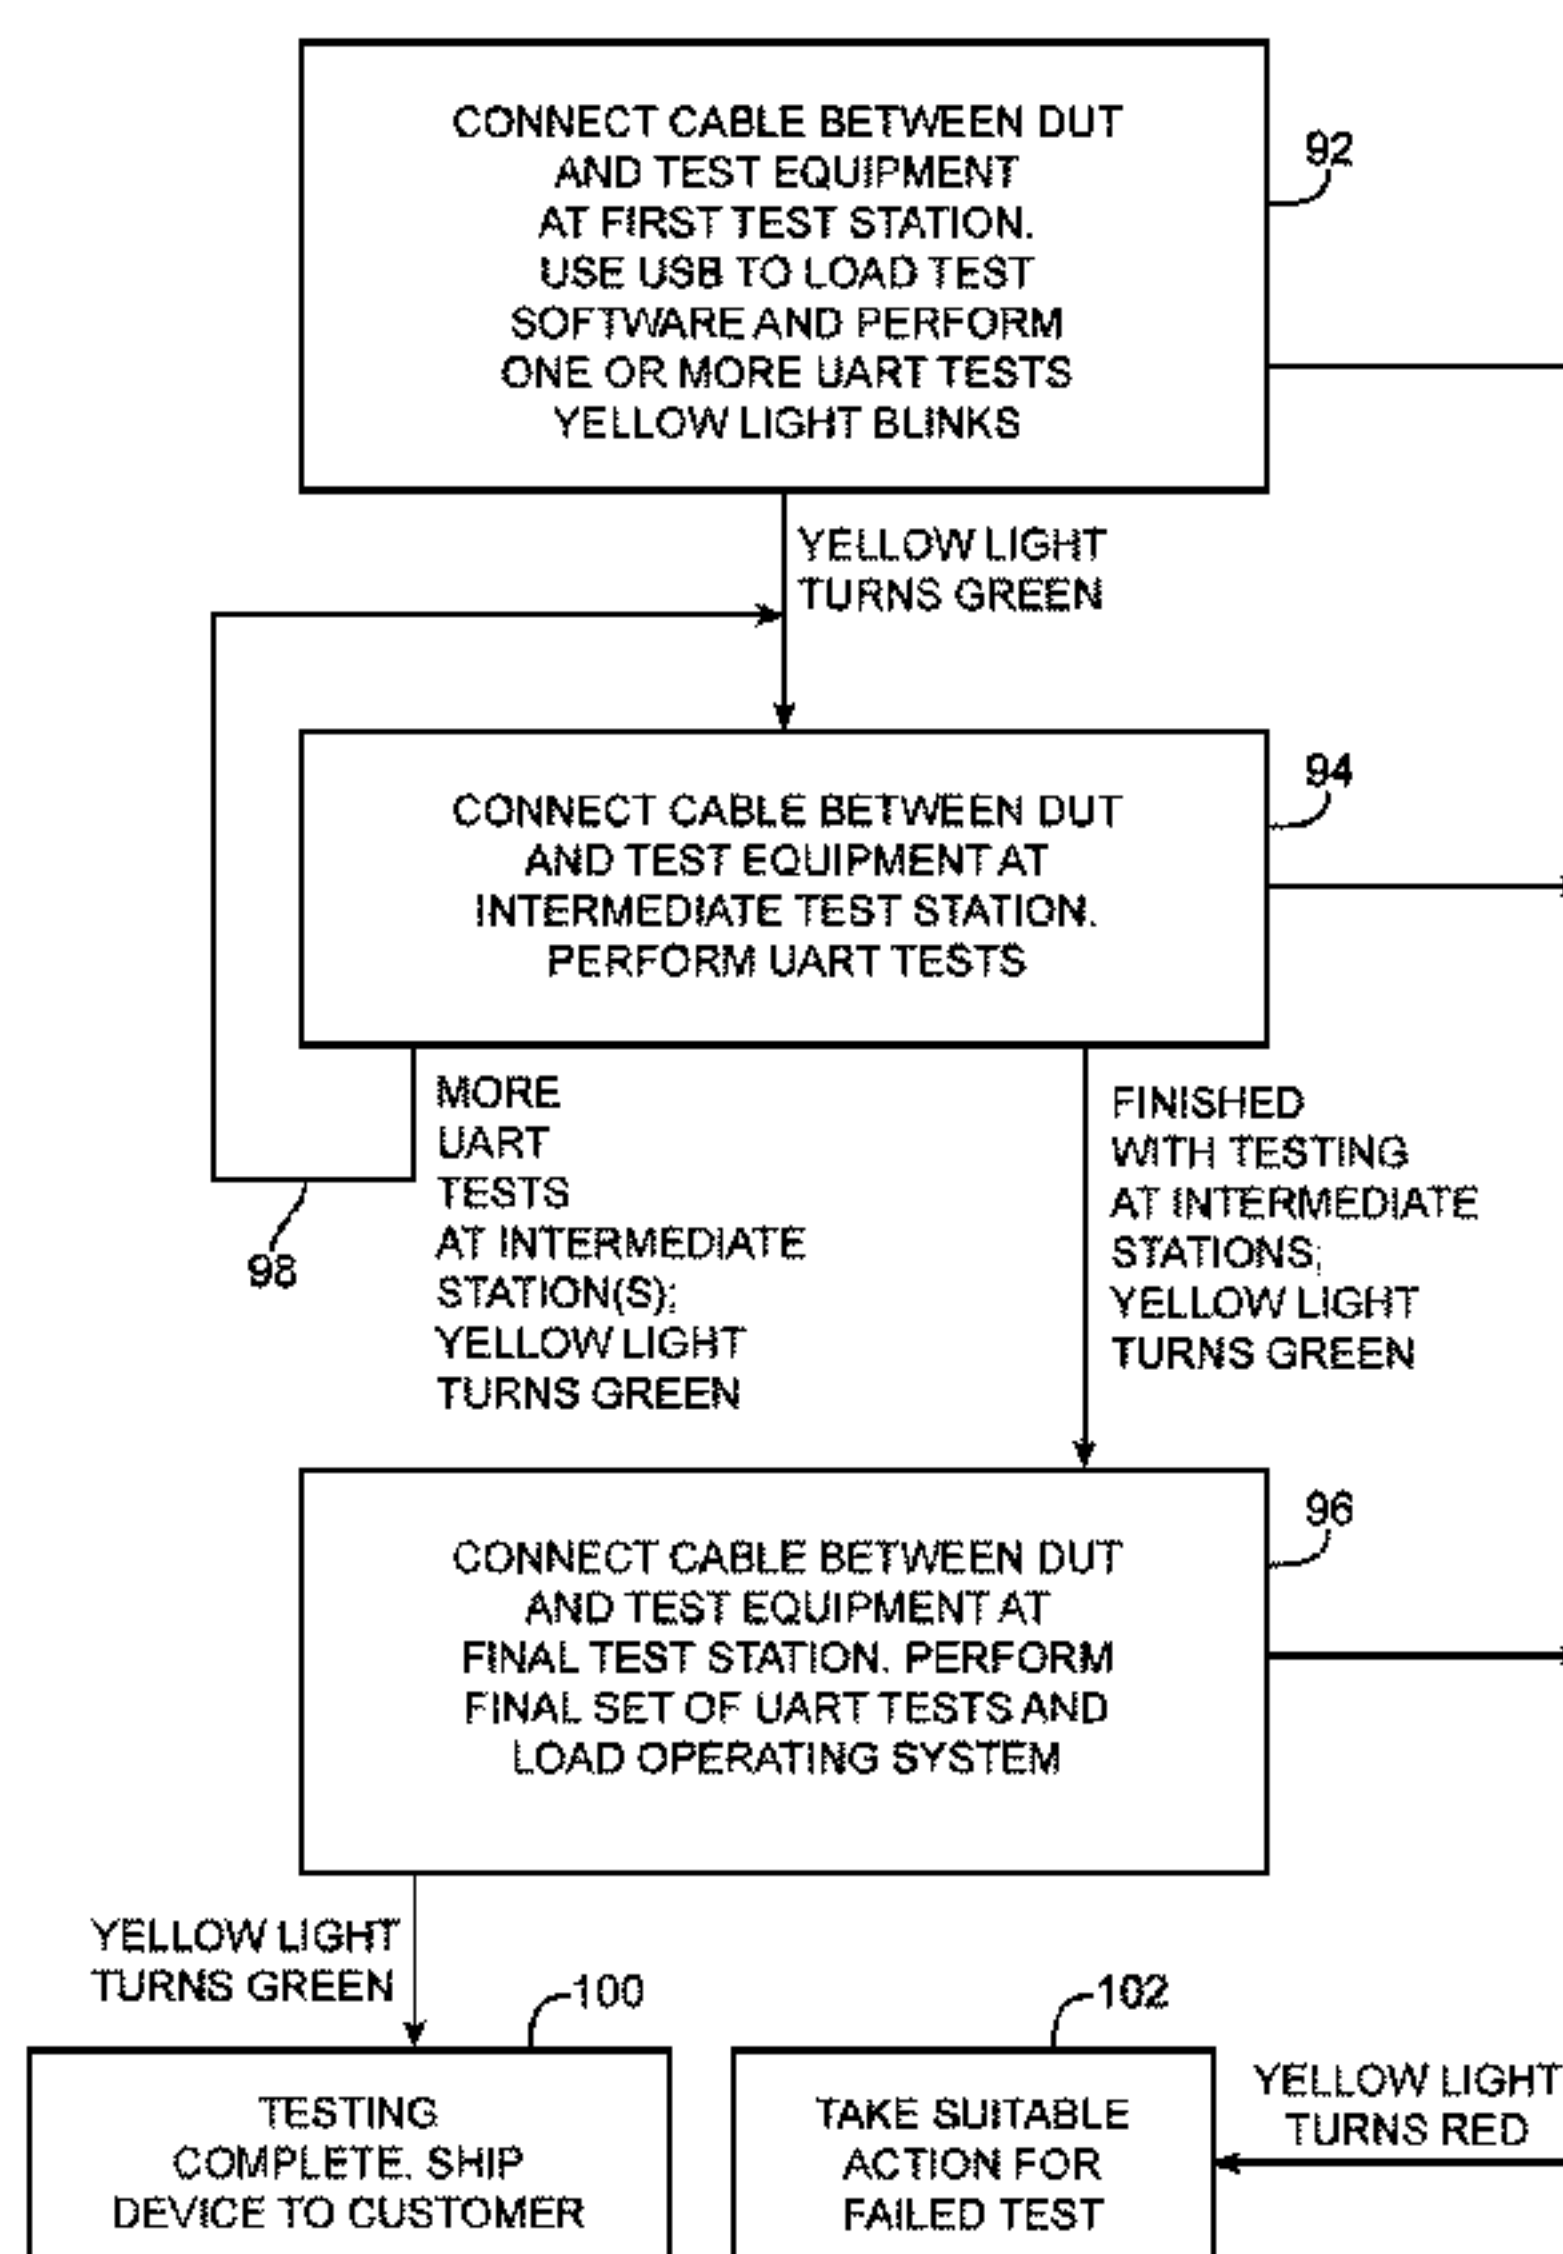 CONNECT CABLE BETWEEN DUT
AND TEST EQUIPMENT
AT FIRST TEST STATION.
USE USB TO LOAD TEST
SOFTWARE AND PERFORM
ONE OR MORE UART TESTS
YELLOW LIGHT BLINKS
92
YELLOW LIGHT
TURNS GREEN
94
CONNECT CABLE BETWEEN DUT
AND TEST EQUIPMENT AT
INTERMEDIATE TEST STATION.
PERFORM UART TESTS
MORE
UART
TESTS
AT INTERMEDIATE
STATION(S);
YELLOW LIGHT
TURNS GREEN
98
FINISHED
WITH TESTING
AT INTERMEDIATE
STATIONS;
YELLOW LIGHT
TURNS GREEN
96
CONNECT CABLE BETWEEN DUT
AND TEST EQUIPMENT AT
FINAL TEST STATION. PERFORM
FINAL SET OF UART TESTS AND
LOAD OPERATING SYSTEM
YELLOW LIGHT
TURNS GREEN
100
TESTING
COMPLETE. SHIP
DEVICE TO CUSTOMER
102
TAKE SUITABLE
ACTION FOR
FAILED TEST
YELLOW LIGHT
TURNS RED